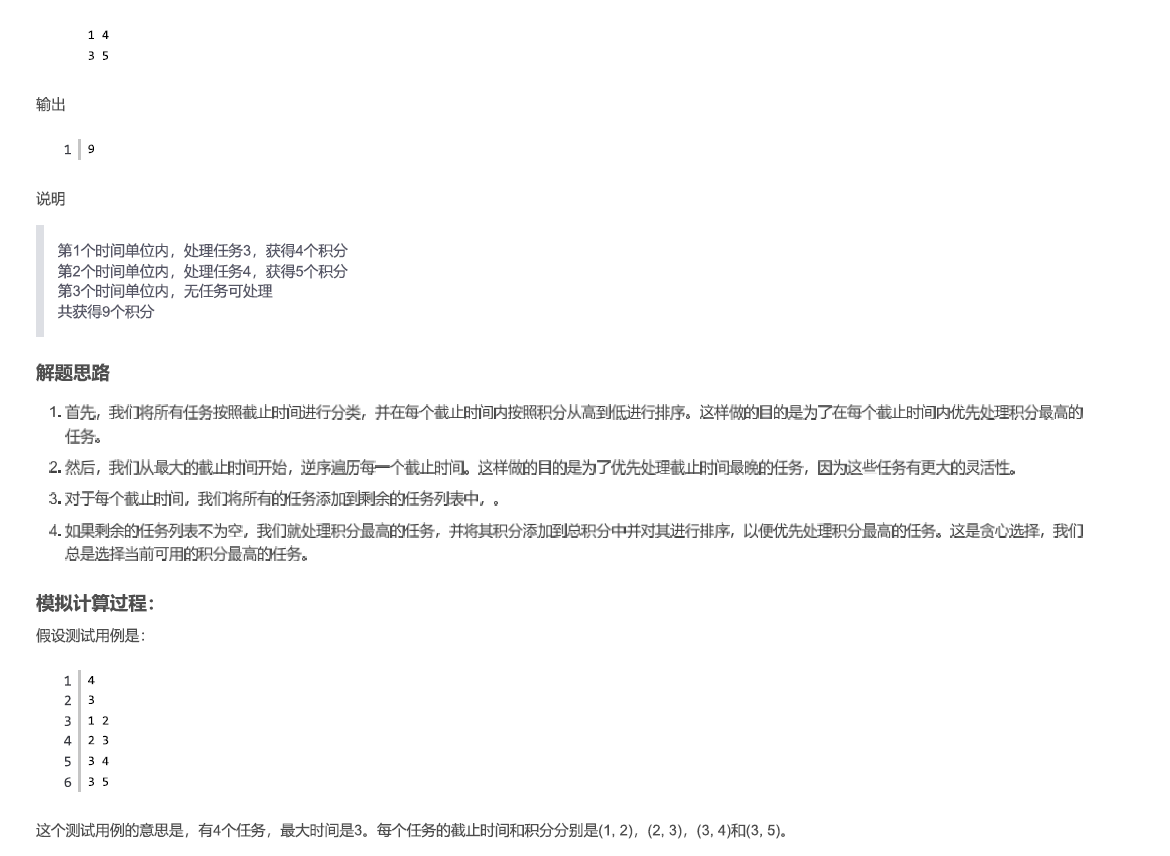 1 4
3 5
输出
1 9
说明
第1个时间单位内，处理任务3，获得4个积分
第2个时间单位内，处理任务4，获得5个积分
第3个时间单位内，无任务可处理
共获得9个积分
解题思路
1. 首先，我们将所有任务按照截止时间进行分类，并在每个截止时间内按照积分从高到低进行排序。这样做的目的是为了在每个截止时间内优先处理积分最高的
任务。
2. 然后，我们从最大的截止时间开始，逆序遍历每一个截止时间。这样做的目的是为了优先处理截止时间最晚的任务，因为这些任务有更大的灵活性。
3. 对于每个截止时间，我们将所有的任务添加到剩余的任务列表中，。
4. 如果剩余的任务列表不为空，我们就处理积分最高的任务，并将其积分添加到总积分中并对其进行排序，以便优先处理积分最高的任务。这是贪心选择，我们
总是选择当前可用的积分最高的任务。
模拟计算过程：
假设测试用例是：
1 4
2 3
3 1 2
4 2 3
5 3 4
6 3 5
这个测试用例的意思是，有4个任务，最大时间是3。每个任务的截止时间和积分分别是(1, 2)，(2, 3)，(3, 4)和(3, 5)。